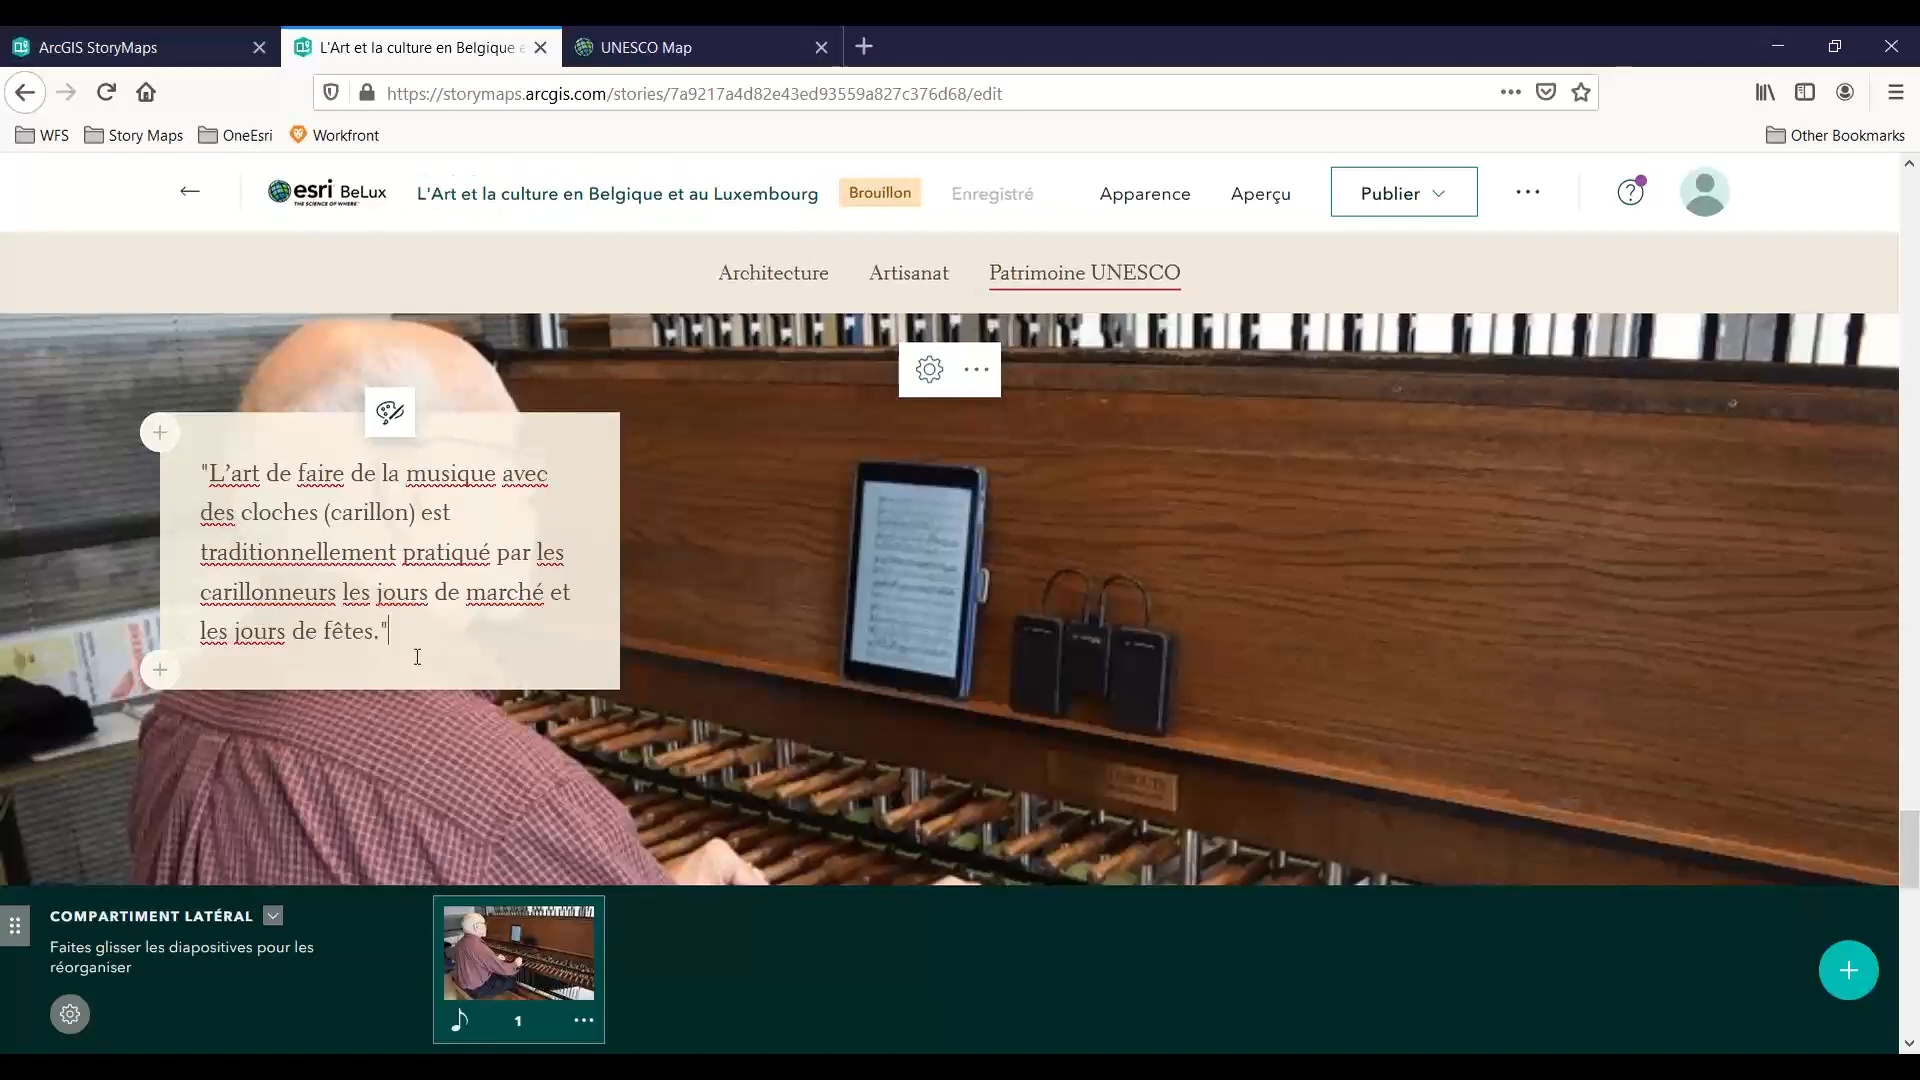 ArcGIS StoryMaps
L'Art et la culture en Belgique e
UNESCO Map
https://storymaps.arcgis.com/stories/7a9217a4d82e43ed93559a827c376d68/edit
WFS
Story Maps
OneEsri
Workfront
Other Bookmarks
esri BeLux
THE SCIENCE OF WHERE™
L'Art et la culture en Belgique et au Luxembourg
Brouillon
Enregistré
Apparence
Aperçu
Publier
Architecture
Artisanat
Patrimoine UNESCO
"L’art de faire de la musique avec
des cloches (carillon) est
traditionnellement pratiqué par les
carillonneurs les jours de marché et
les jours de fêtes."
COMPARTIMENT LATÉRAL
Faites glisser les diapositives pour les
réorganiser
1